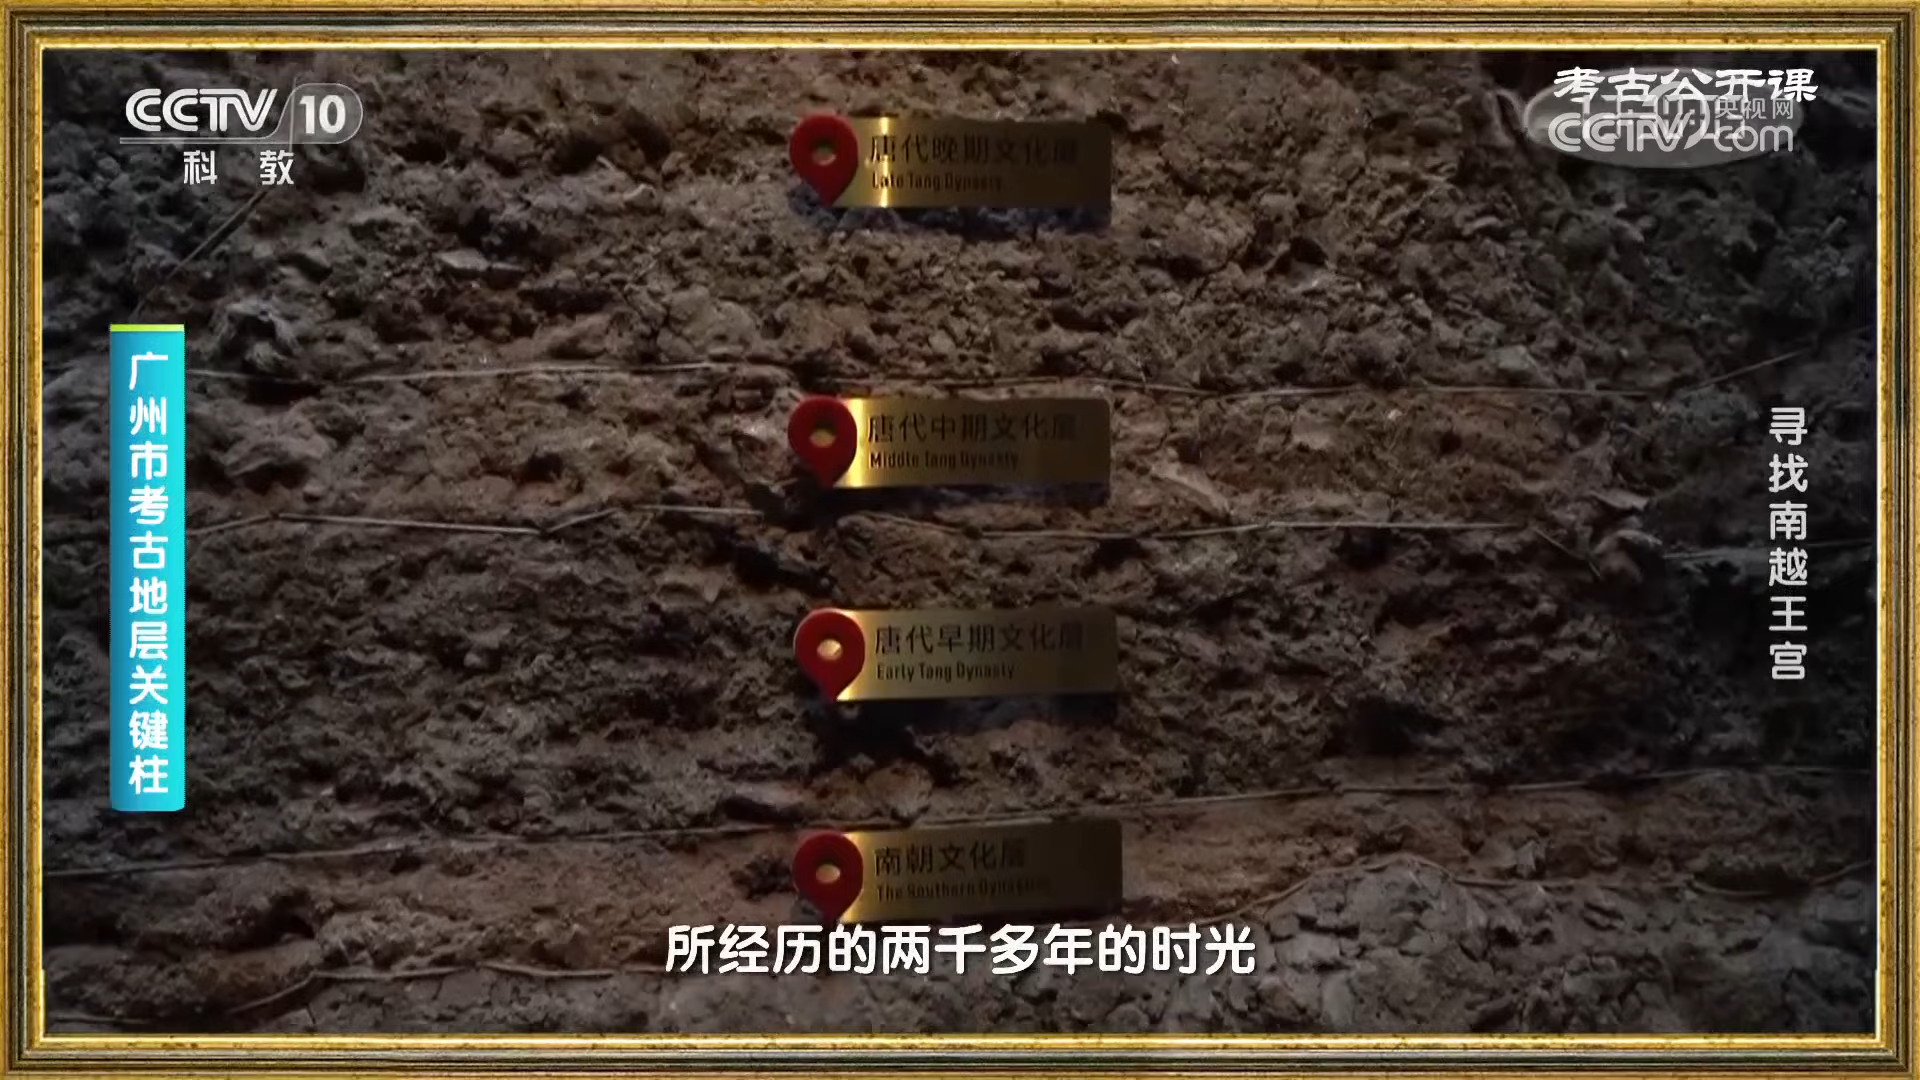 CCTV 10
科 教
考古公开课
央视网
CCTV.com
唐代晚期文化层
Late Tang Dynasty
唐代中期文化层
Middle Tang Dynasty
唐代早期文化层
Early Tang Dynasty
南朝文化层
The Southern Dynasties
广州市考古地层关键柱
寻找南越王宫
所经历的两千多年的时光